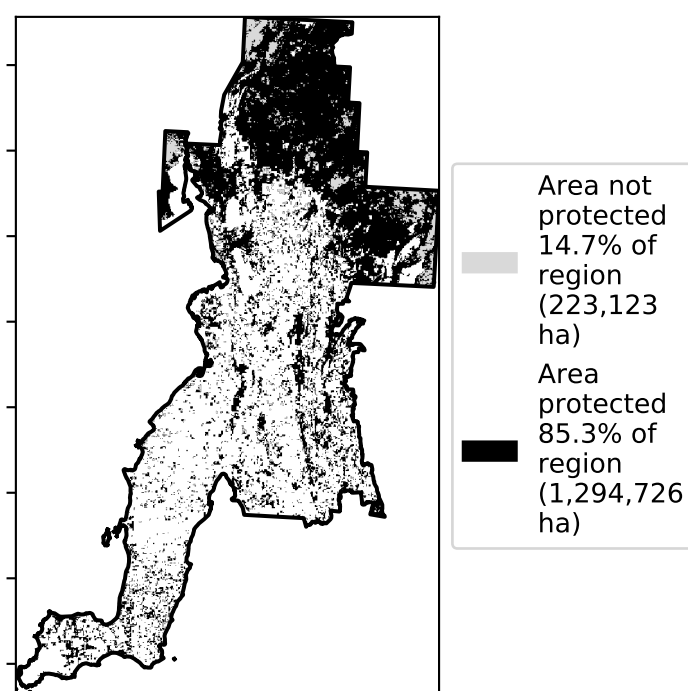 Area not
protected
14.7% of
region
(223,123
ha)
Area
protected
85.3% of
region
(1,294,726
ha)